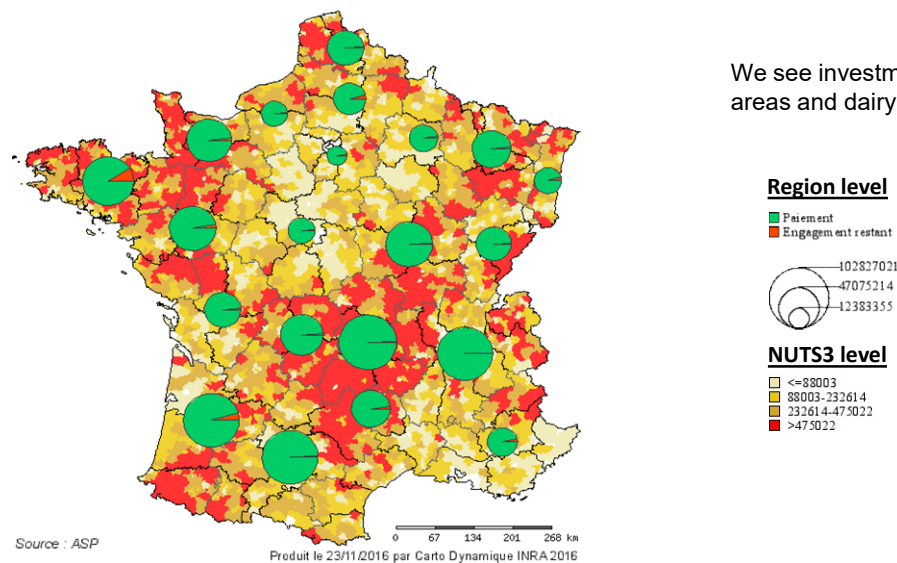 We see investm
areas and dairy
Region level
Paiement
Engagement restant
102827021
47075214
12383355
NUTS3 level
<=88003
88003-232614
232614-475022
>475022
Source : ASP
0 67 134 201 268 km
Produit le 23/11/2016 par Carto Dynamique INRA 2016